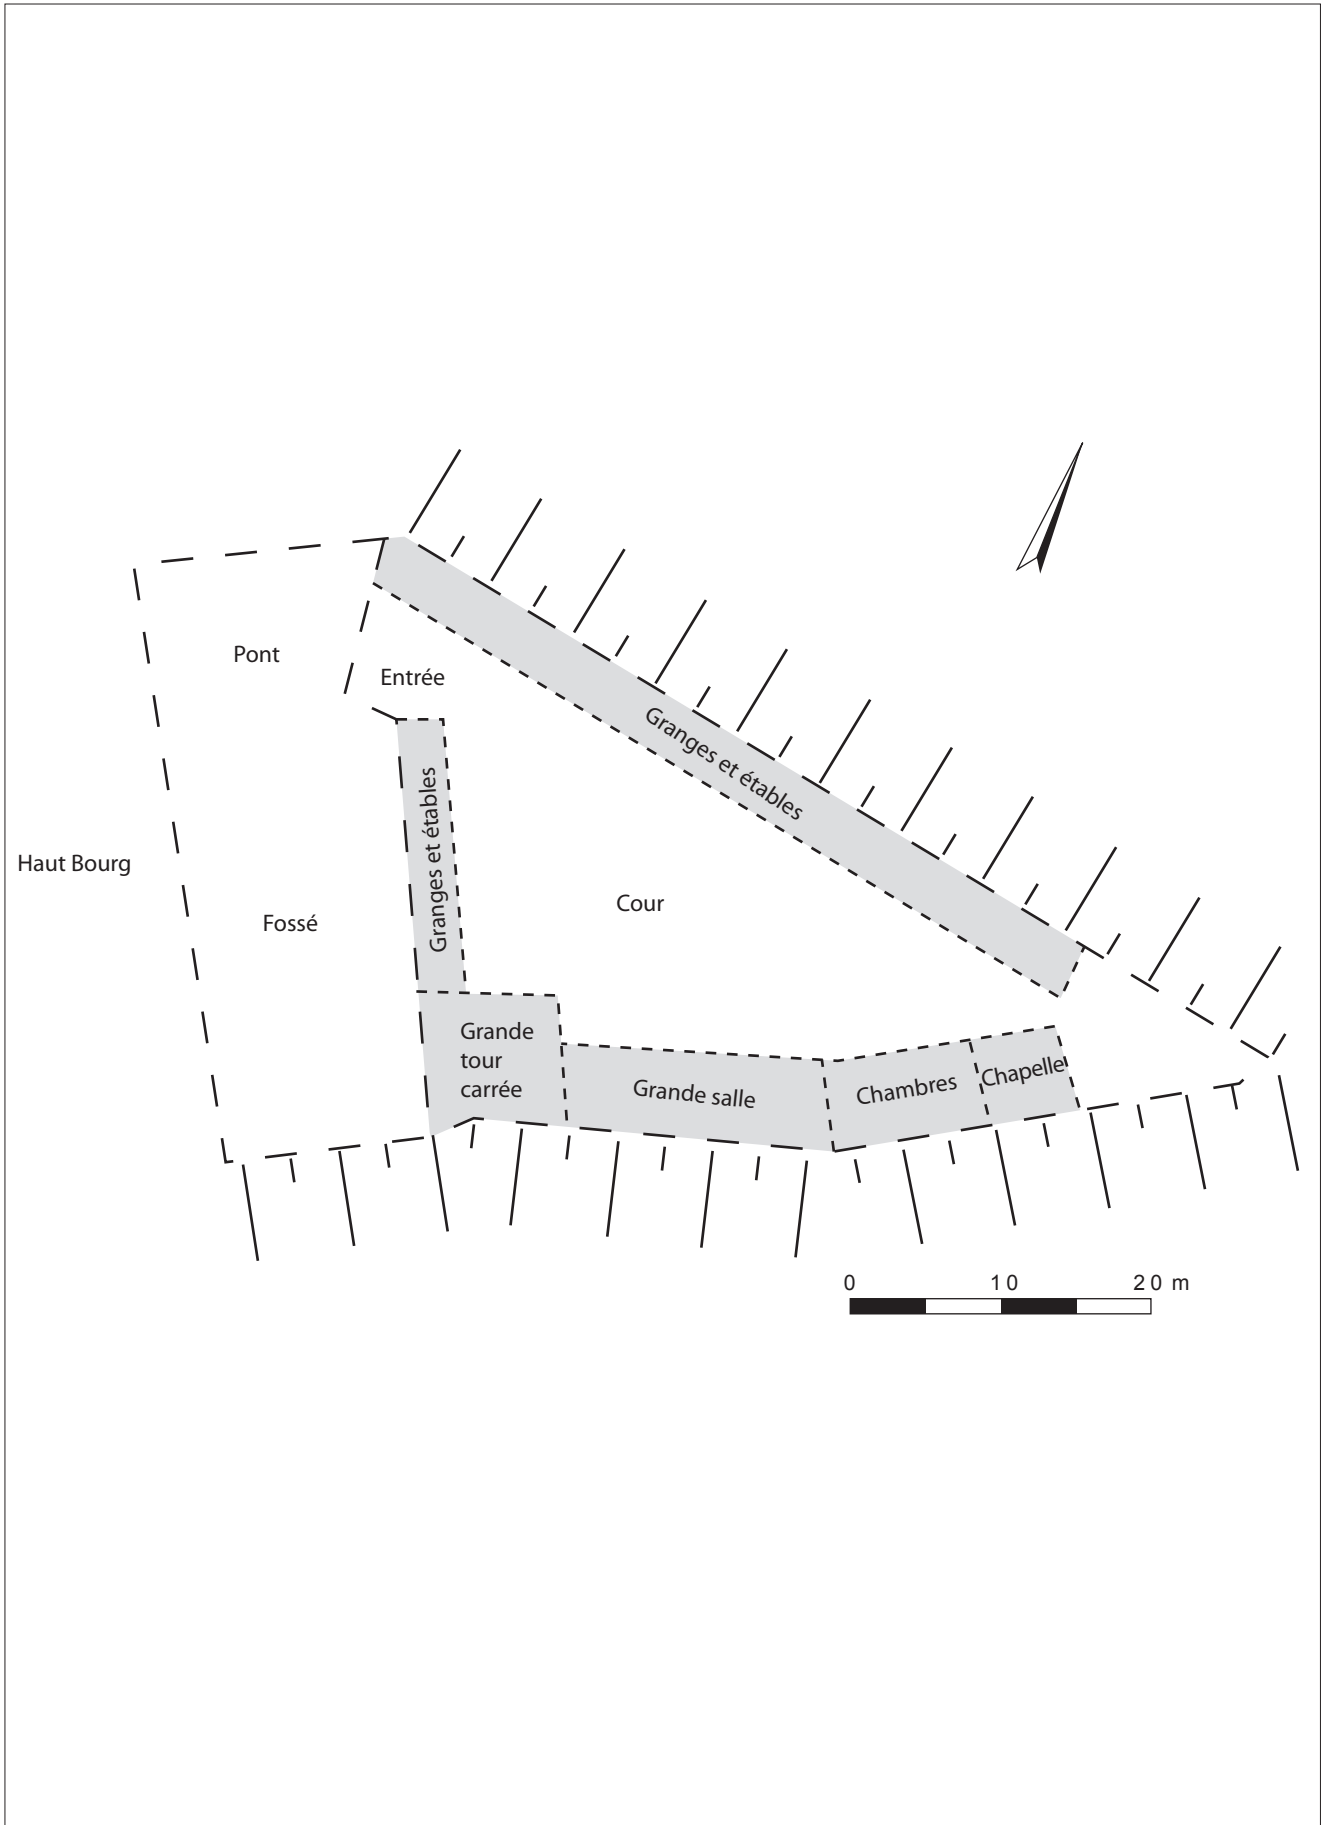 Pont
Entrée
Granges et étables
Granges et étables
Haut Bourg
Cour
Fossé
Grande
tour
carrée
Grande salle
Chambres
Chapelle
0 10 20 m